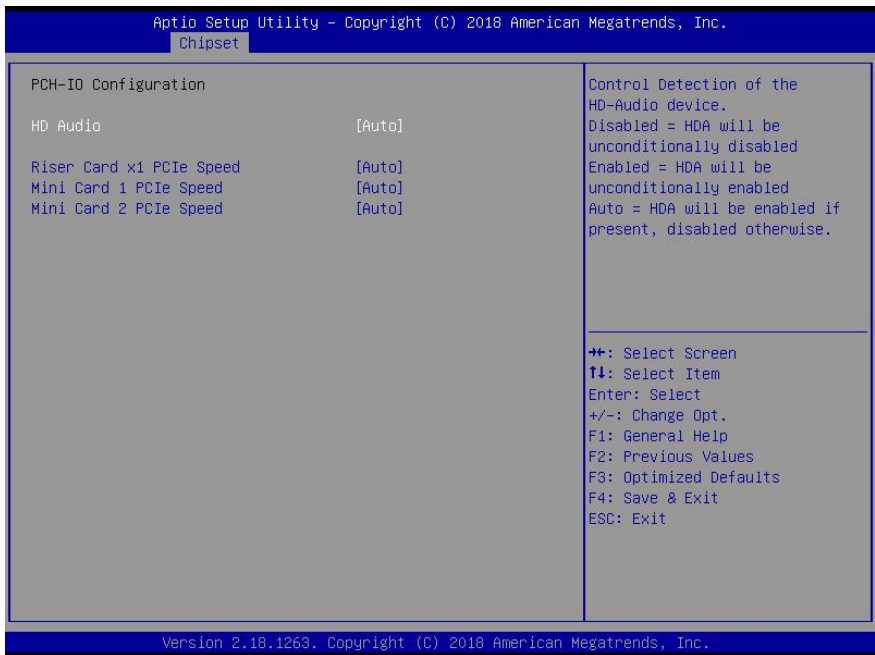 Aptio Setup Utility – Copyright (C) 2018 American Megatrends, Inc.
Chipset
PCH-IO Configuration
HD Audio [Auto]
Riser Card x1 PCIe Speed [Auto]
Mini Card 1 PCIe Speed [Auto]
Mini Card 2 PCIe Speed [Auto]
Control Detection of the
HD-Audio device.
Disabled = HDA will be
unconditionally disabled
Enabled = HDA will be
unconditionally enabled
Auto = HDA will be enabled if
present, disabled otherwise.
→←: Select Screen
↑↓: Select Item
Enter: Select
+/-: Change Opt.
F1: General Help
F2: Previous Values
F3: Optimized Defaults
F4: Save & Exit
ESC: Exit
Version 2.18.1263. Copyright (C) 2018 American Megatrends, Inc.